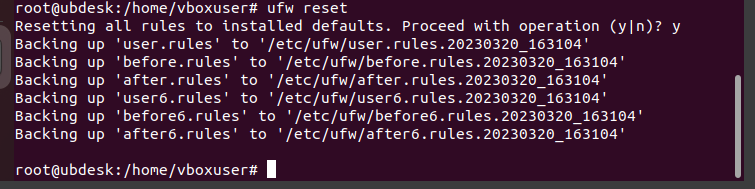 root@ubdesk:/home/vboxuser# ufw reset
Resetting all rules to installed defaults. Proceed with operation (y|n)? y
Backing up 'user.rules' to '/etc/ufw/user.rules.20230320_163104'
Backing up 'before.rules' to '/etc/ufw/before.rules.20230320_163104'
Backing up 'after.rules' to '/etc/ufw/after.rules.20230320_163104'
Backing up 'user6.rules' to '/etc/ufw/user6.rules.20230320_163104'
Backing up 'before6.rules' to '/etc/ufw/before6.rules.20230320_163104'
Backing up 'after6.rules' to '/etc/ufw/after6.rules.20230320_163104'
root@ubdesk:/home/vboxuser#